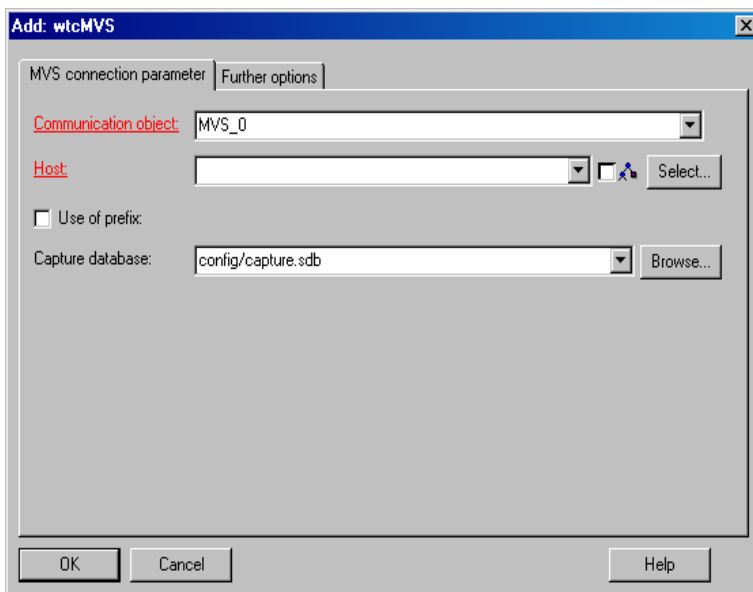 Add: wtcMVS
MVS connection parameter Further options
Communication object: MVS_0
Host: Select...
Use of prefix:
Capture database: config/capture.sdb Browse...
OK Cancel Help